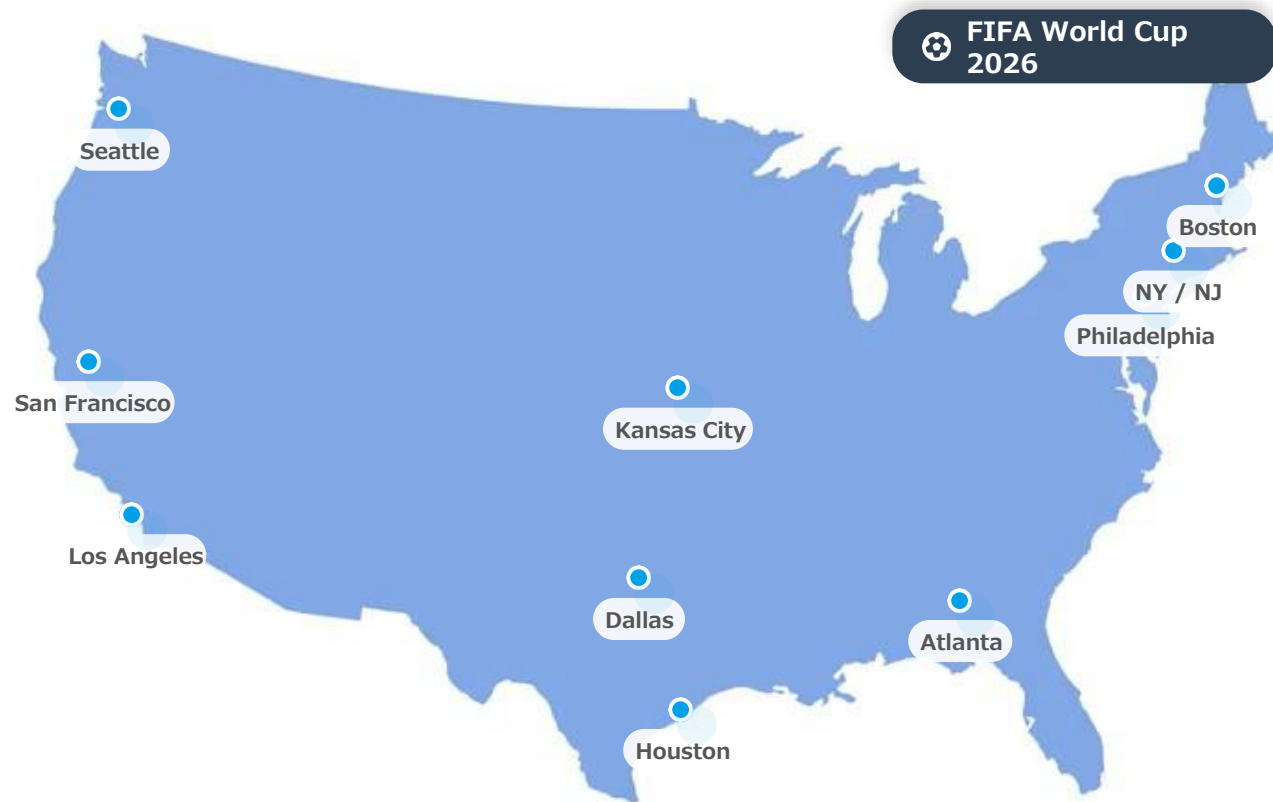 FIFA World Cup
2026
Seattle
Boston
NY / NJ
Philadelphia
San Francisco
Kansas City
Los Angeles
Dallas
Atlanta
Houston